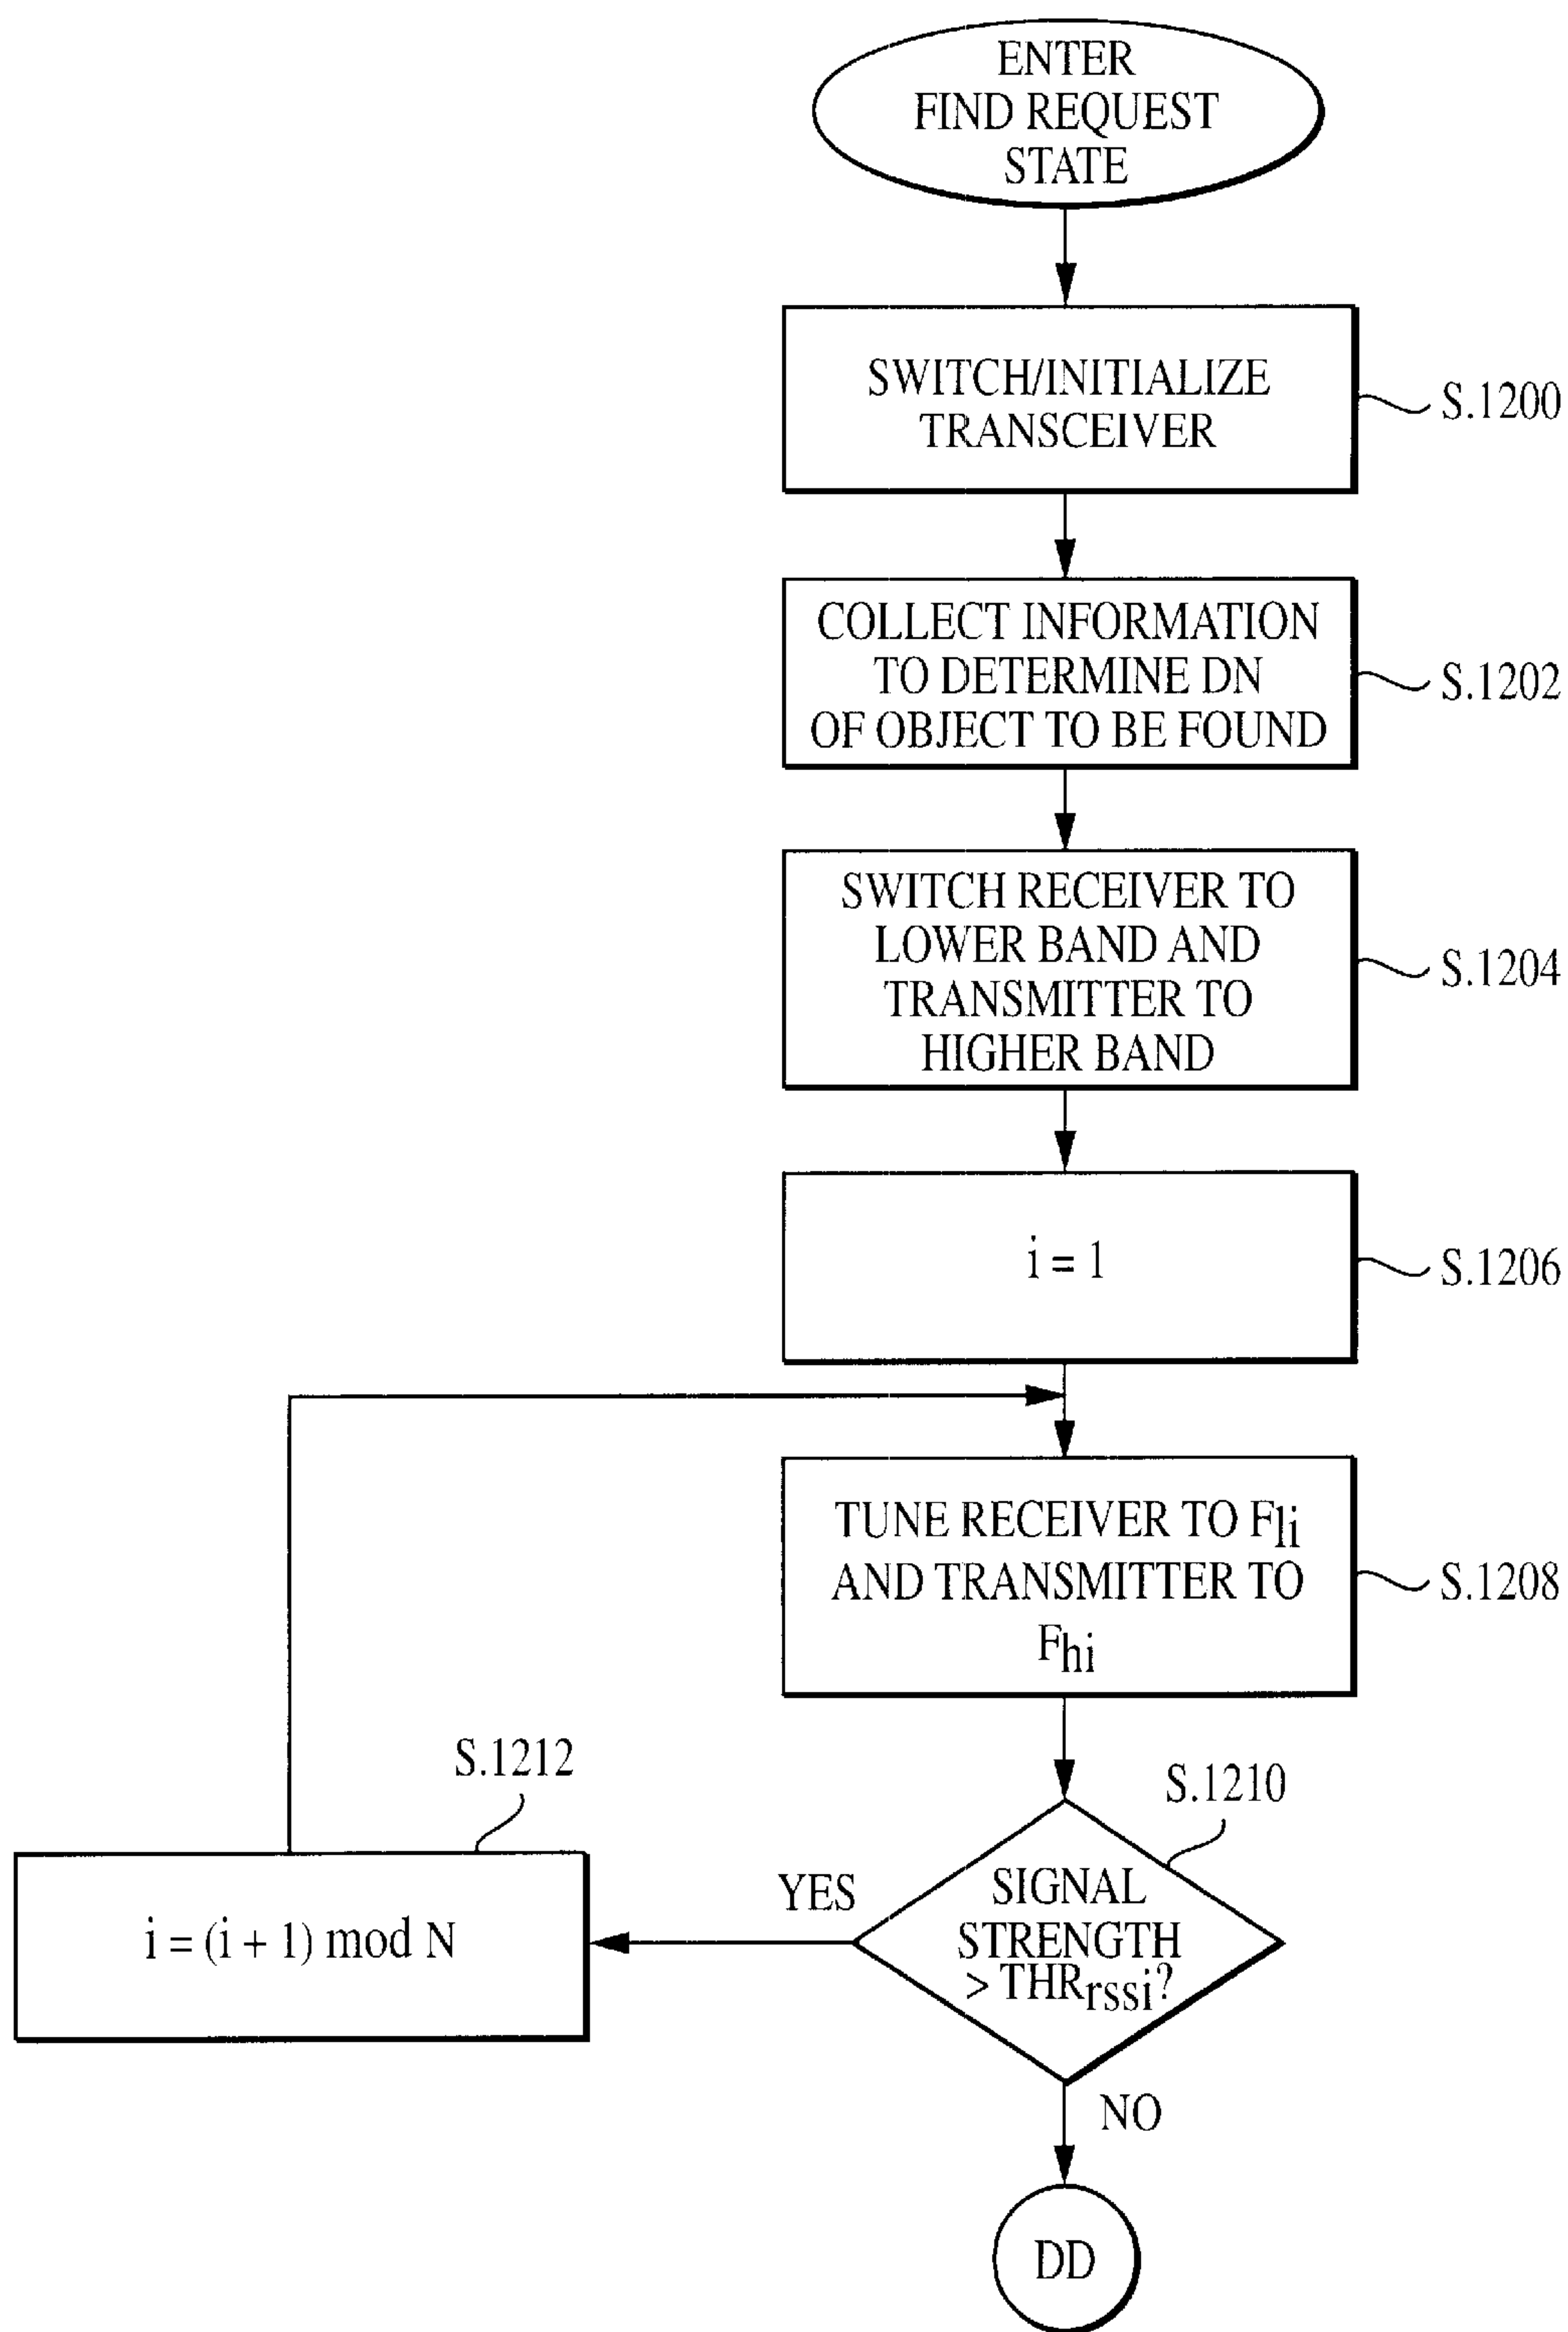 ENTER
FIND REQUEST
STATE
SWITCH/INITIALIZE
TRANSCEIVER
S.1200
COLLECT INFORMATION
TO DETERMINE DN
OF OBJECT TO BE FOUND
S.1202
SWITCH RECEIVER TO
LOWER BAND AND
TRANSMITTER TO
HIGHER BAND
S.1204
i = 1
S.1206
TUNE RECEIVER TO Fli
AND TRANSMITTER TO
Fhi
S.1208
S.1212
i = (i + 1) mod N
YES
S.1210
SIGNAL
STRENGTH
> THRrssi?
NO
DD